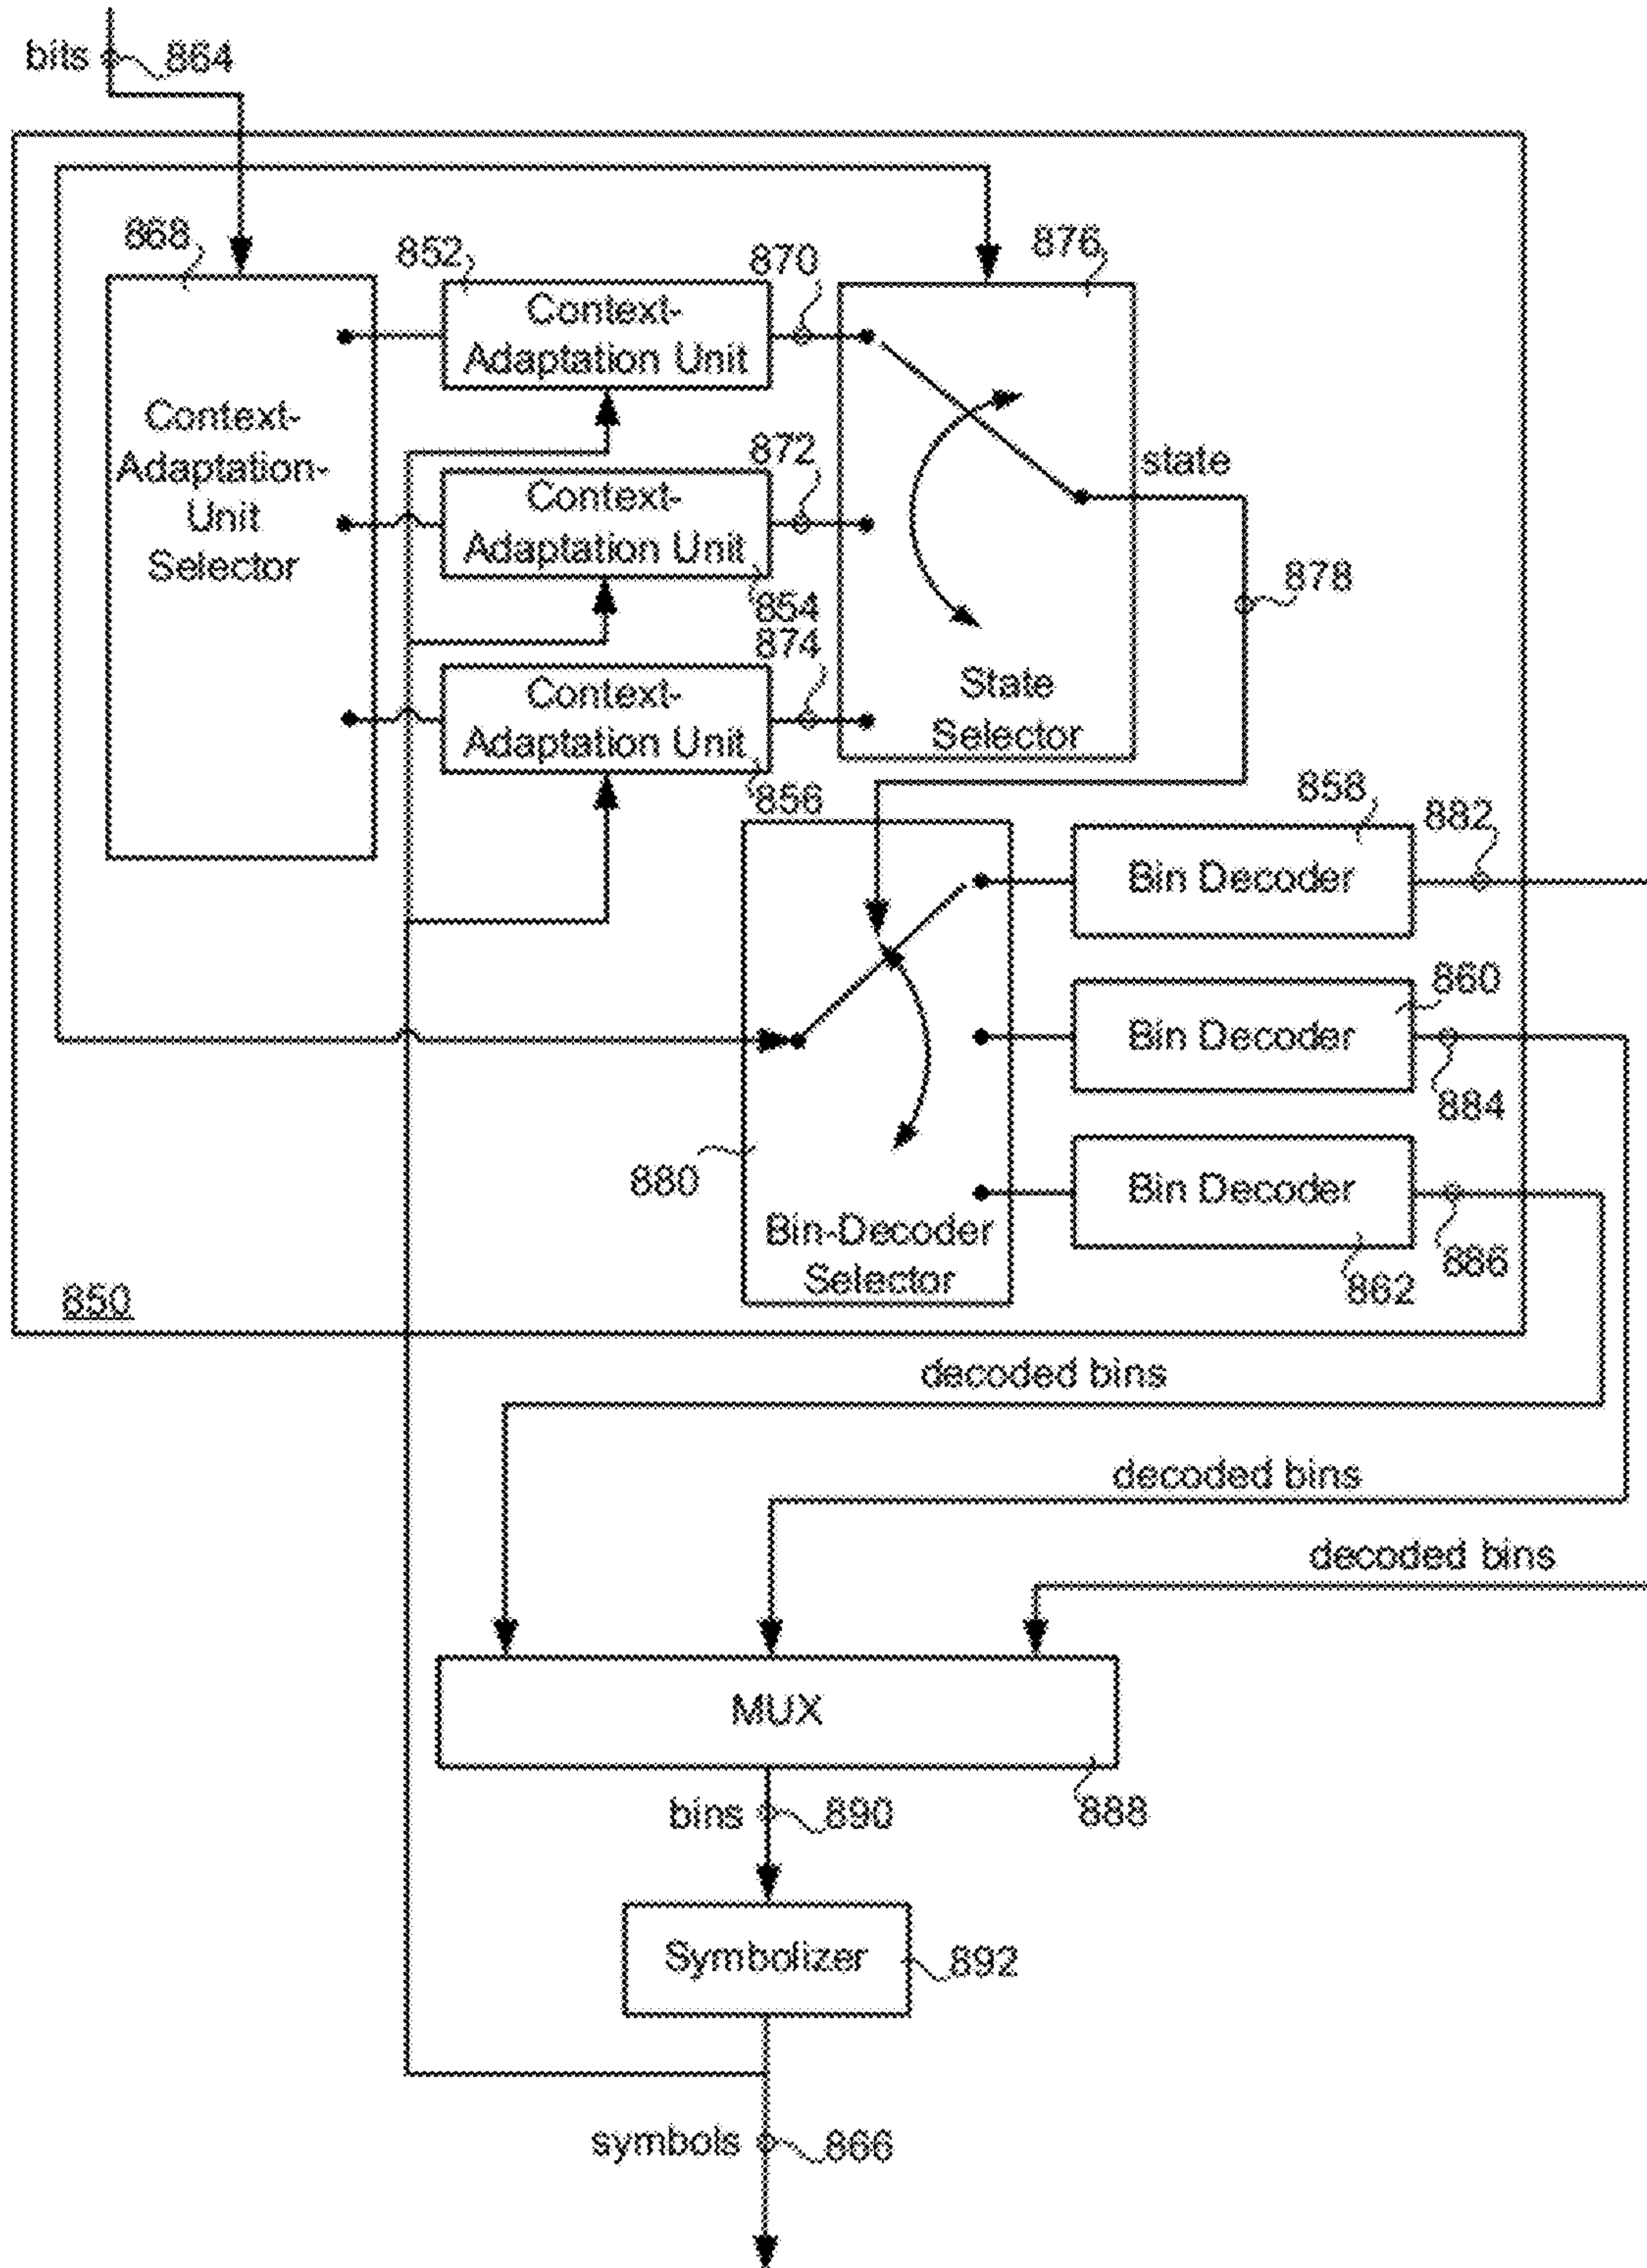 bits 864
868
852
870
876
Context-
Adaptation Unit
Context-
Adaptation-
Unit
Selector
872
state
Context-
Adaptation Unit
854
878
874
Context-
Adaptation Unit
State
Selector
856
858
882
Bin Decoder
860
Bin Decoder
884
880
Bin Decoder
Bin-Decoder
Selector
886
862
850
decoded bins
decoded bins
decoded bins
MUX
888
bins 890
Symbolizer
892
symbols 866